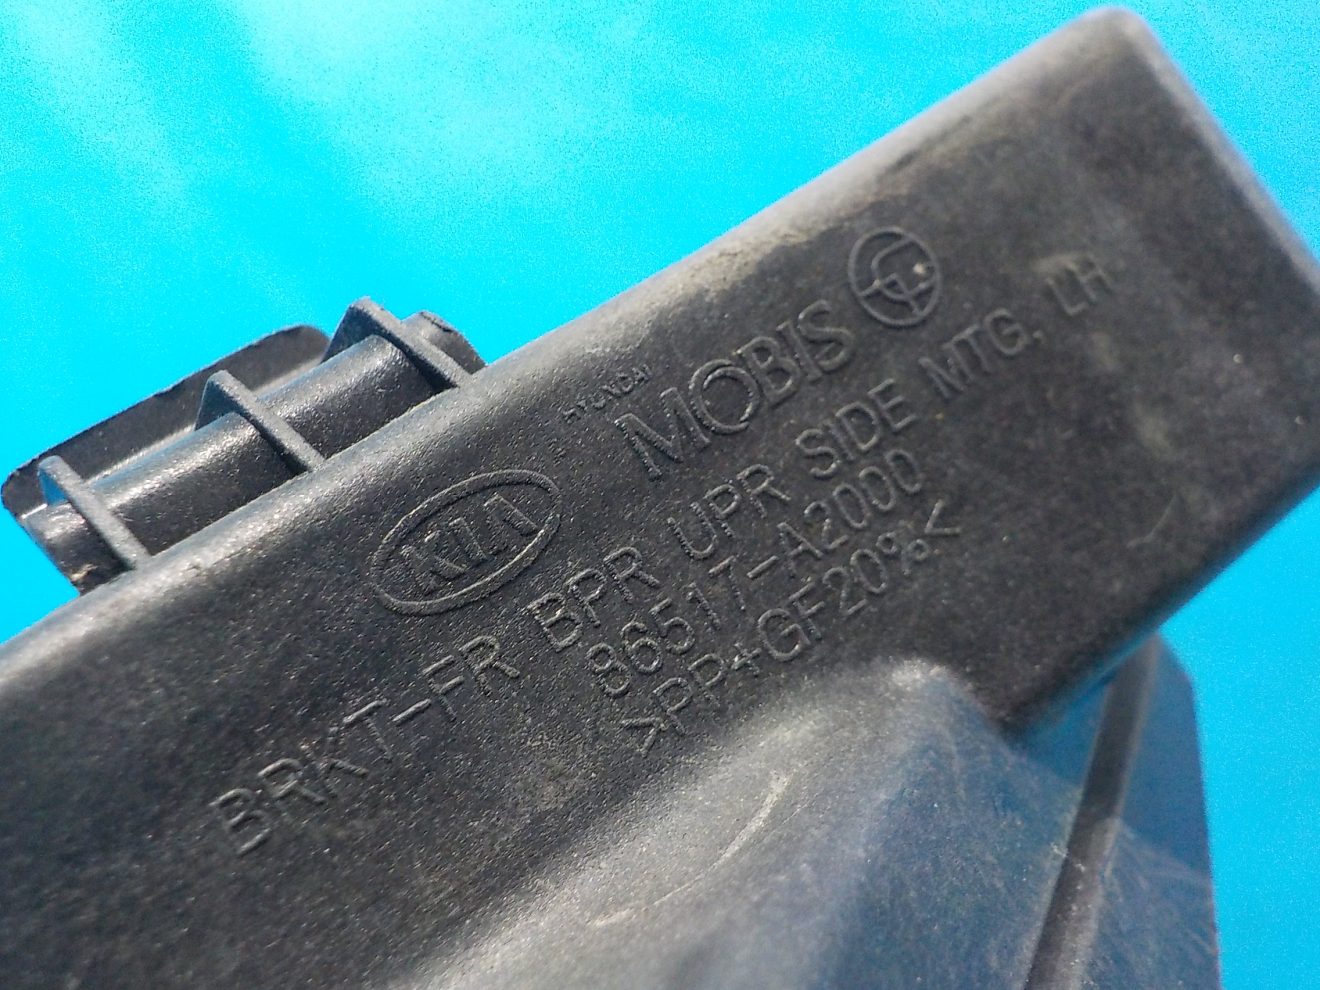 KIA HYUNDAI MOBIS
BRKT-FR BPR UPR SIDE MTG, LH
86517-A2000
>PP+GF20%<